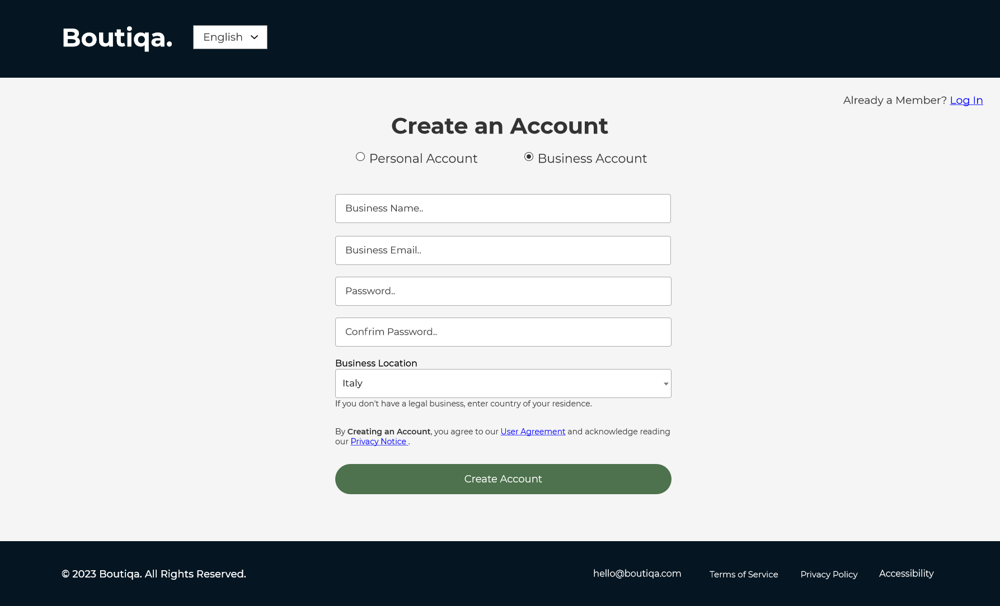 Boutiqa.
English
Already a Member? Log In
Create an Account
Personal Account
Business Account
Business Name..
Business Email..
Password..
Confrim Password..
Business Location
Italy
If you don't have a legal business, enter country of your residence.
By Creating an Account, you agree to our User Agreement and acknowledge reading
our Privacy Notice .
Create Account
© 2023 Boutiqa. All Rights Reserved.
hello@boutiqa.com
Terms of Service
Privacy Policy
Accessibility